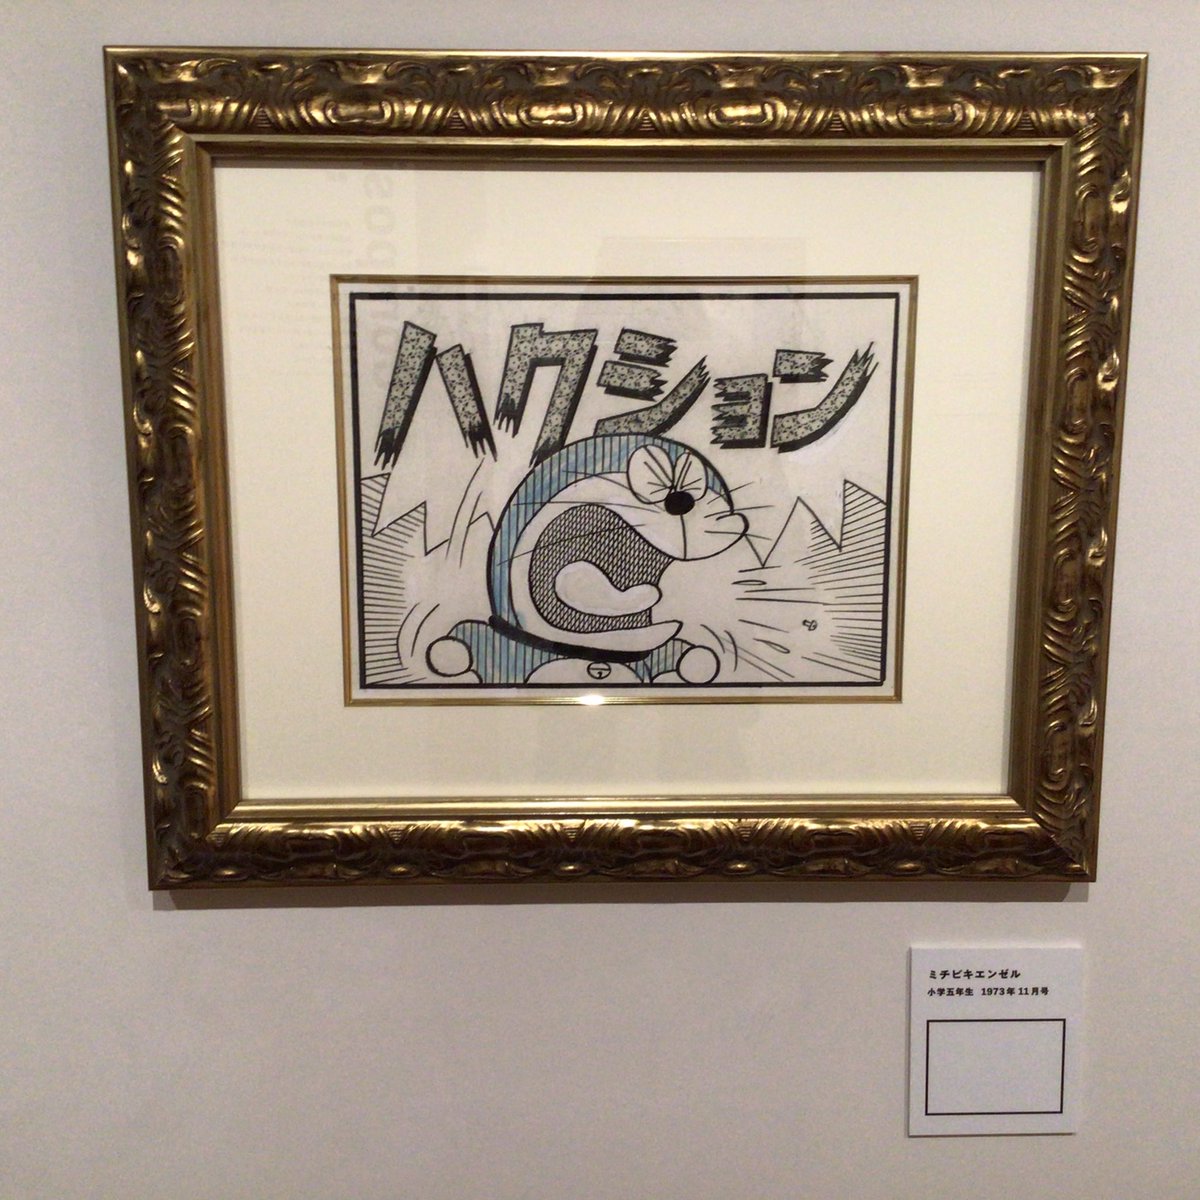 ハクション
ミチビキエンゼル
小学五年生 1973年11月号